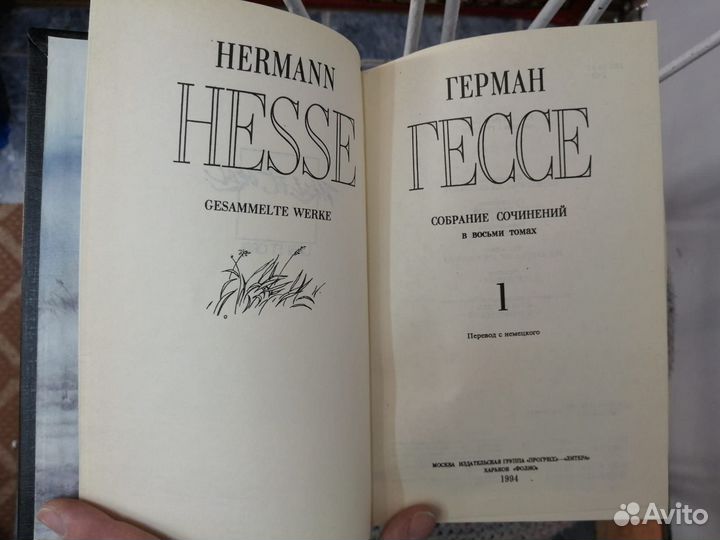 HERMANN
HESSE
GESAMMELTE WERKE
ГЕРМАН
ГЕССЕ
СОБРАНИЕ СОЧИНЕНИЙ
в восьми томах
1
Перевод с немецкого
МОСКВА ИЗДАТЕЛЬСКАЯ ГРУППА «ПРОГРЕСС»—«ЛИТЕРА»
ХАРЬКОВ «ФОЛИО»
1994
Avito